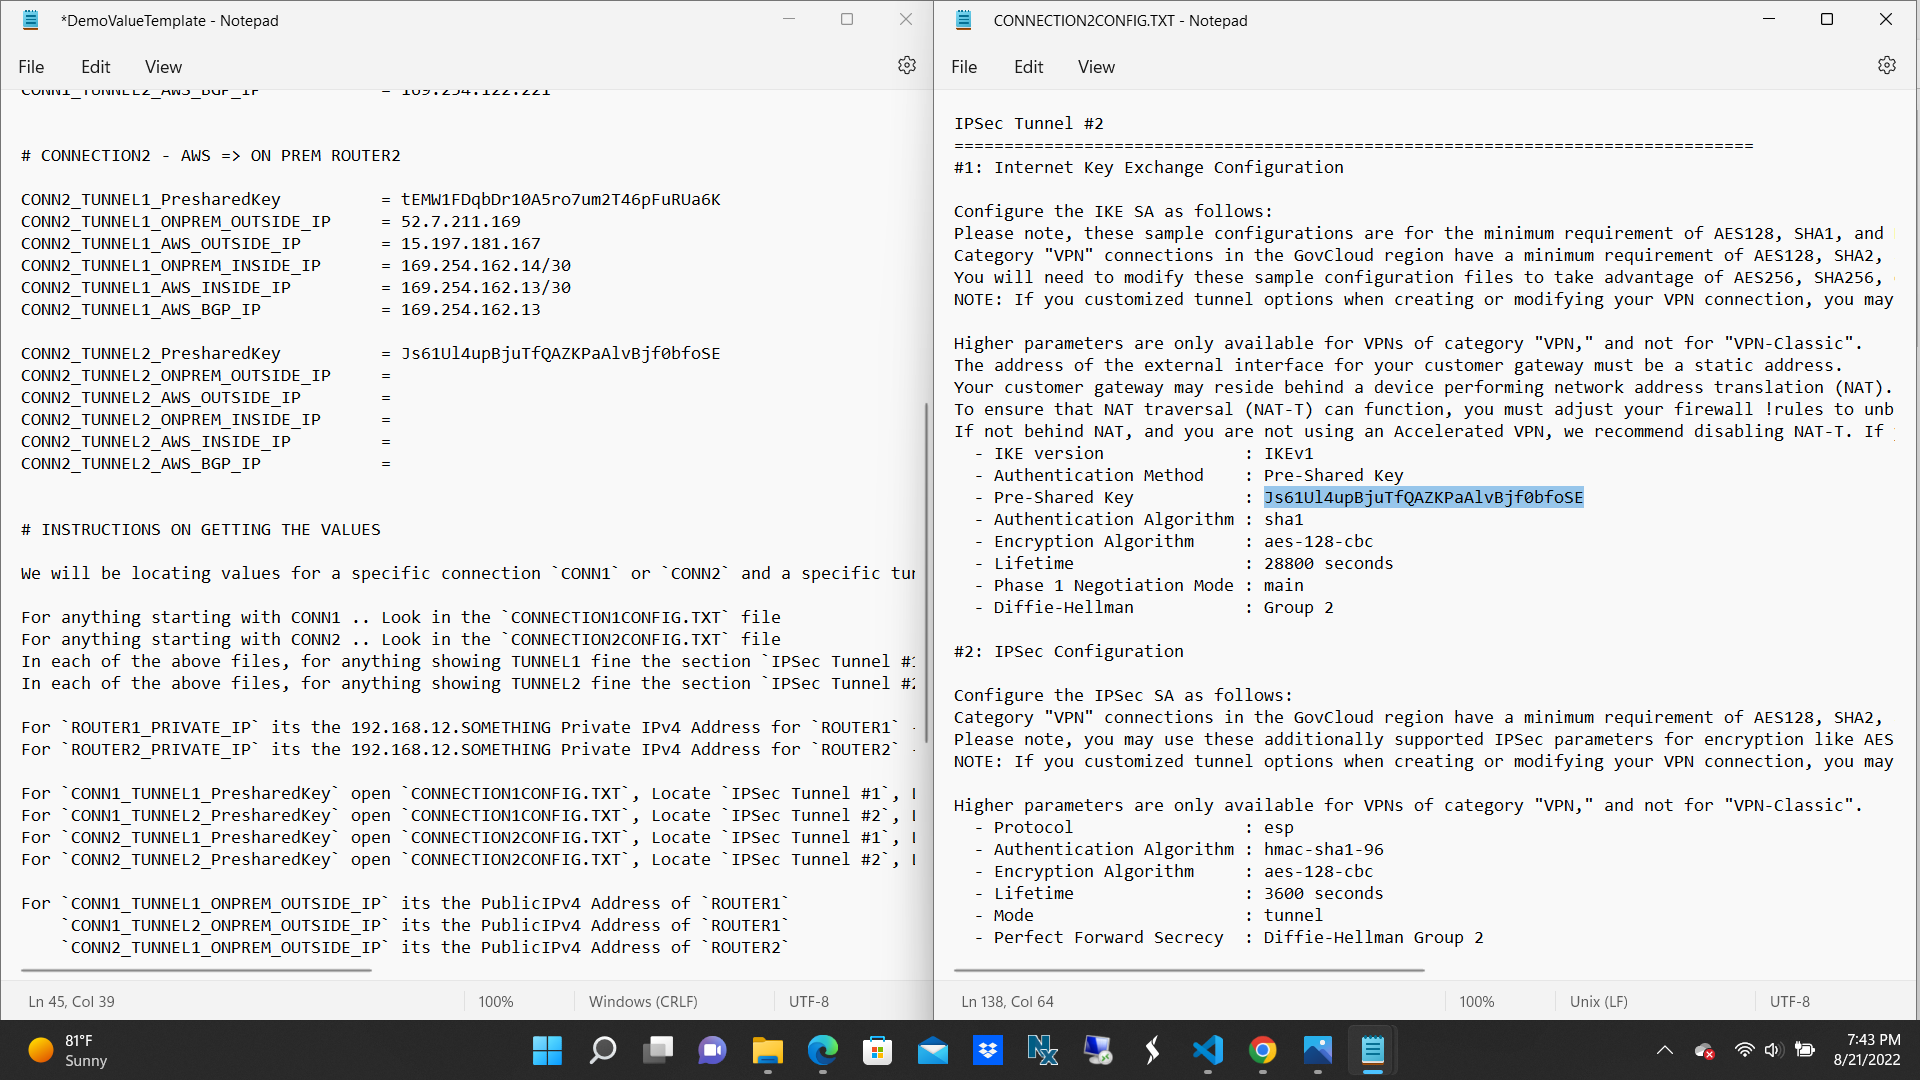 *DemoValueTemplate - Notepad
File Edit View
CONN1_TUNNEL2_AWS_BGP_IP = 169.254.122.221
# CONNECTION2 - AWS => ON PREM ROUTER2
CONN2_TUNNEL1_PresharedKey = tEMW1FDqbDr10A5ro7um2T46pFuRUa6K
CONN2_TUNNEL1_ONPREM_OUTSIDE_IP = 52.7.211.169
CONN2_TUNNEL1_AWS_OUTSIDE_IP = 15.197.181.167
CONN2_TUNNEL1_ONPREM_INSIDE_IP = 169.254.162.14/30
CONN2_TUNNEL1_AWS_INSIDE_IP = 169.254.162.13/30
CONN2_TUNNEL1_AWS_BGP_IP = 169.254.162.13
CONN2_TUNNEL2_PresharedKey = Js61Ul4upBjuTfQAZKPaAlvBjf0bfoSE
CONN2_TUNNEL2_ONPREM_OUTSIDE_IP =
CONN2_TUNNEL2_AWS_OUTSIDE_IP =
CONN2_TUNNEL2_ONPREM_INSIDE_IP =
CONN2_TUNNEL2_AWS_INSIDE_IP =
CONN2_TUNNEL2_AWS_BGP_IP =
# INSTRUCTIONS ON GETTING THE VALUES
We will be locating values for a specific connection `CONN1` or `CONN2` and a specific tun
For anything starting with CONN1 .. Look in the `CONNECTION1CONFIG.TXT` file
For anything starting with CONN2 .. Look in the `CONNECTION2CONFIG.TXT` file
In each of the above files, for anything showing TUNNEL1 fine the section `IPSec Tunnel #1
In each of the above files, for anything showing TUNNEL2 fine the section `IPSec Tunnel #2
For `ROUTER1_PRIVATE_IP` its the 192.168.12.SOMETHING Private IPv4 Address for `ROUTER1` -
For `ROUTER2_PRIVATE_IP` its the 192.168.12.SOMETHING Private IPv4 Address for `ROUTER2` -
For `CONN1_TUNNEL1_PresharedKey` open `CONNECTION1CONFIG.TXT`, Locate `IPSec Tunnel #1`,
For `CONN1_TUNNEL2_PresharedKey` open `CONNECTION1CONFIG.TXT`, Locate `IPSec Tunnel #2`,
For `CONN2_TUNNEL1_PresharedKey` open `CONNECTION2CONFIG.TXT`, Locate `IPSec Tunnel #1`,
For `CONN2_TUNNEL2_PresharedKey` open `CONNECTION2CONFIG.TXT`, Locate `IPSec Tunnel #2`,
For `CONN1_TUNNEL1_ONPREM_OUTSIDE_IP` its the PublicIPv4 Address of `ROUTER1`
`CONN1_TUNNEL2_ONPREM_OUTSIDE_IP` its the PublicIPv4 Address of `ROUTER1`
`CONN2_TUNNEL1_ONPREM_OUTSIDE_IP` its the PublicIPv4 Address of `ROUTER2`
Ln 45, Col 39 100% Windows (CRLF) UTF-8
CONNECTION2CONFIG.TXT - Notepad
File Edit View
IPSec Tunnel #2
================================================================================
#1: Internet Key Exchange Configuration
Configure the IKE SA as follows:
Please note, these sample configurations are for the minimum requirement of AES128, SHA1, and
Category "VPN" connections in the GovCloud region have a minimum requirement of AES128, SHA2,
You will need to modify these sample configuration files to take advantage of AES256, SHA256,
NOTE: If you customized tunnel options when creating or modifying your VPN connection, you may
Higher parameters are only available for VPNs of category "VPN," and not for "VPN-Classic".
The address of the external interface for your customer gateway must be a static address.
Your customer gateway may reside behind a device performing network address translation (NAT).
To ensure that NAT traversal (NAT-T) can function, you must adjust your firewall !rules to unb
If not behind NAT, and you are not using an Accelerated VPN, we recommend disabling NAT-T. If
- IKE version : IKEv1
- Authentication Method : Pre-Shared Key
- Pre-Shared Key : Js61Ul4upBjuTfQAZKPaAlvBjf0bfoSE
- Authentication Algorithm : sha1
- Encryption Algorithm : aes-128-cbc
- Lifetime : 28800 seconds
- Phase 1 Negotiation Mode : main
- Diffie-Hellman : Group 2
#2: IPSec Configuration
Configure the IPSec SA as follows:
Category "VPN" connections in the GovCloud region have a minimum requirement of AES128, SHA2,
Please note, you may use these additionally supported IPSec parameters for encryption like AES
NOTE: If you customized tunnel options when creating or modifying your VPN connection, you may
Higher parameters are only available for VPNs of category "VPN," and not for "VPN-Classic".
- Protocol : esp
- Authentication Algorithm : hmac-sha1-96
- Encryption Algorithm : aes-128-cbc
- Lifetime : 3600 seconds
- Mode : tunnel
- Perfect Forward Secrecy : Diffie-Hellman Group 2
Ln 138, Col 64 100% Unix (LF) UTF-8
81°F
Sunny
7:43 PM
8/21/2022